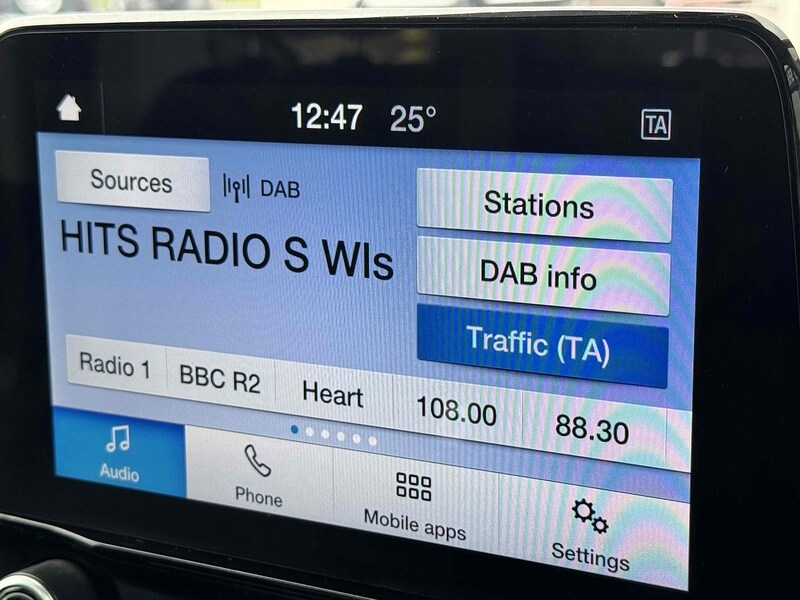 12:47 25° TA
Sources DAB
Stations
HITS RADIO S Wls
DAB info
Traffic (TA)
Radio 1 BBC R2 Heart 108.00 88.30
Audio Phone Mobile apps Settings